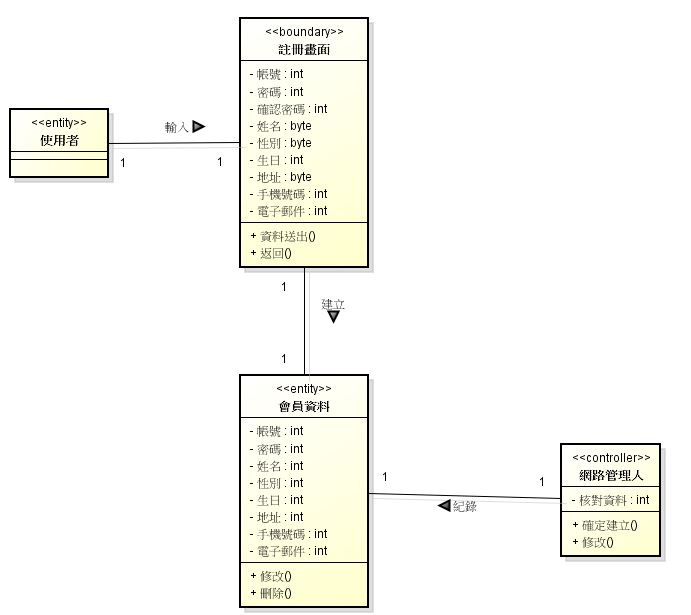 <<boundary>>
註冊畫面
- 帳號 : int
- 密碼 : int
- 確認密碼 : int
- 姓名 : byte
- 性別 : byte
- 生日 : int
- 地址 : byte
- 手機號碼 : int
- 電子郵件 : int
+ 資料送出()
+ 返回()
<<entity>>
使用者
輸入
1
1
1
建立
1
<<entity>>
會員資料
- 帳號 : int
- 密碼 : int
- 姓名 : int
- 性別 : int
- 生日 : int
- 地址 : int
- 手機號碼 : int
- 電子郵件 : int
+ 修改()
+ 刪除()
1
1
紀錄
<<controller>>
網路管理人
- 核對資料 : int
+ 確定建立()
+ 修改()